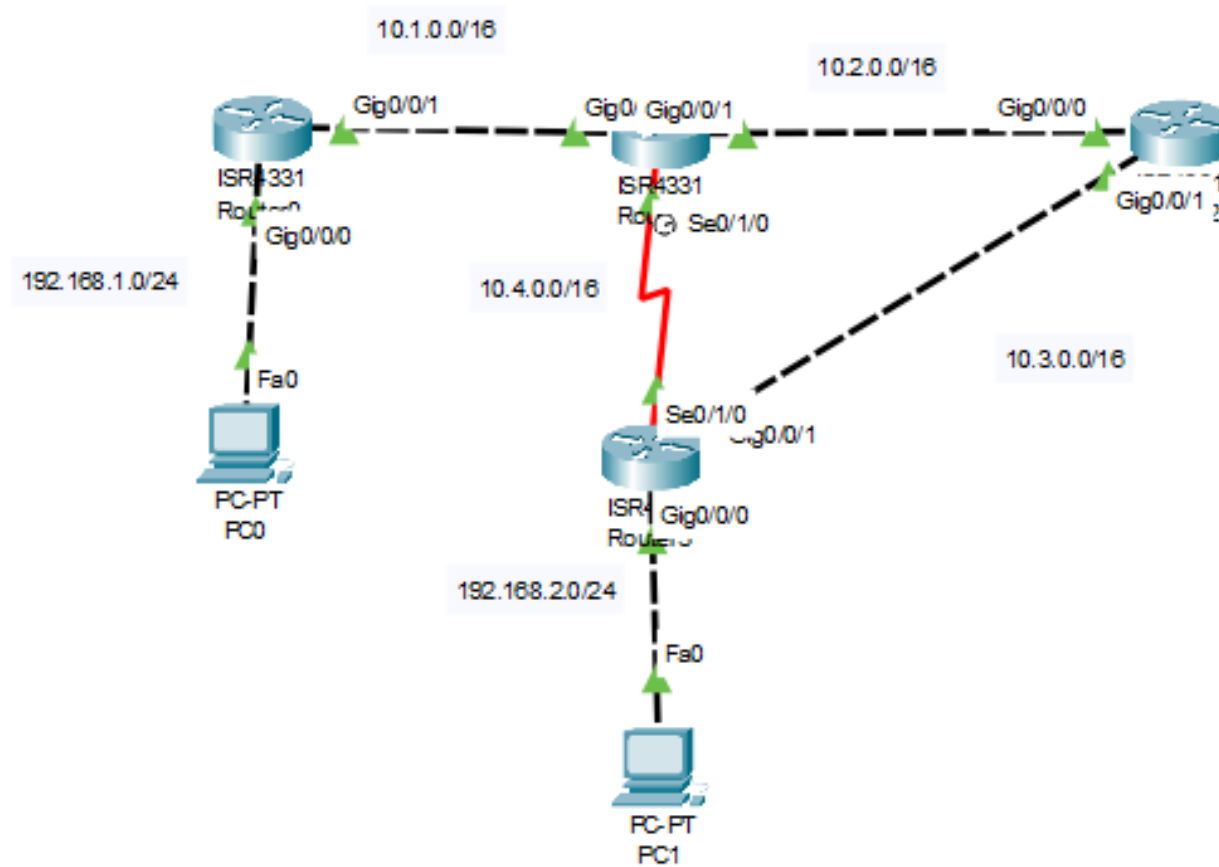 10.1.0.0/16
10.2.0.0/16
Gig0/0/1
Gig0/
Gig0/0/1
Gig0/0/0
ISR4331
Router0
ISR4331
Gig0/0/1
Gig0/0/0
Se0/1/0
192.168.1.0/24
10.4.0.0/16
10.3.0.0/16
Fa0
Se0/1/0
Gig0/0/1
PC-PT
PC0
Gig0/0/0
192.168.2.0/24
Fa0
PC-PT
PC1